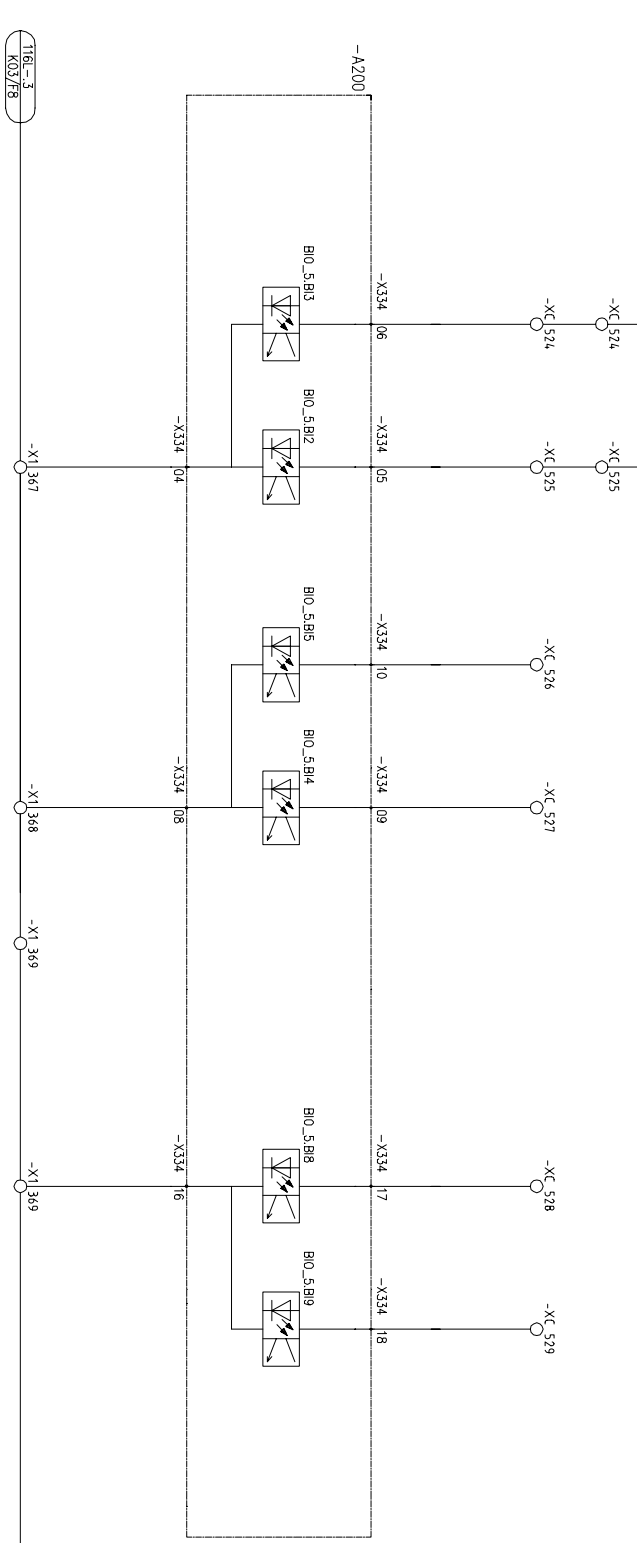 116L-.3
K03/F8
-A200
-XC 524
-XC 524
-X334 06
BIO_5.BI3
-XC 525
-XC 525
-X334 05
BIO_5.BI2
-X334 04
-X1 367
-XC 526
-X334 10
BIO_5.BI5
-XC 527
-X334 09
BIO_5.BI4
-X334 08
-X1 368
-X1 369
-XC 528
-X334 17
BIO_5.BI8
-X334 16
-X1 369
-XC 529
-X334 18
BIO_5.BI9